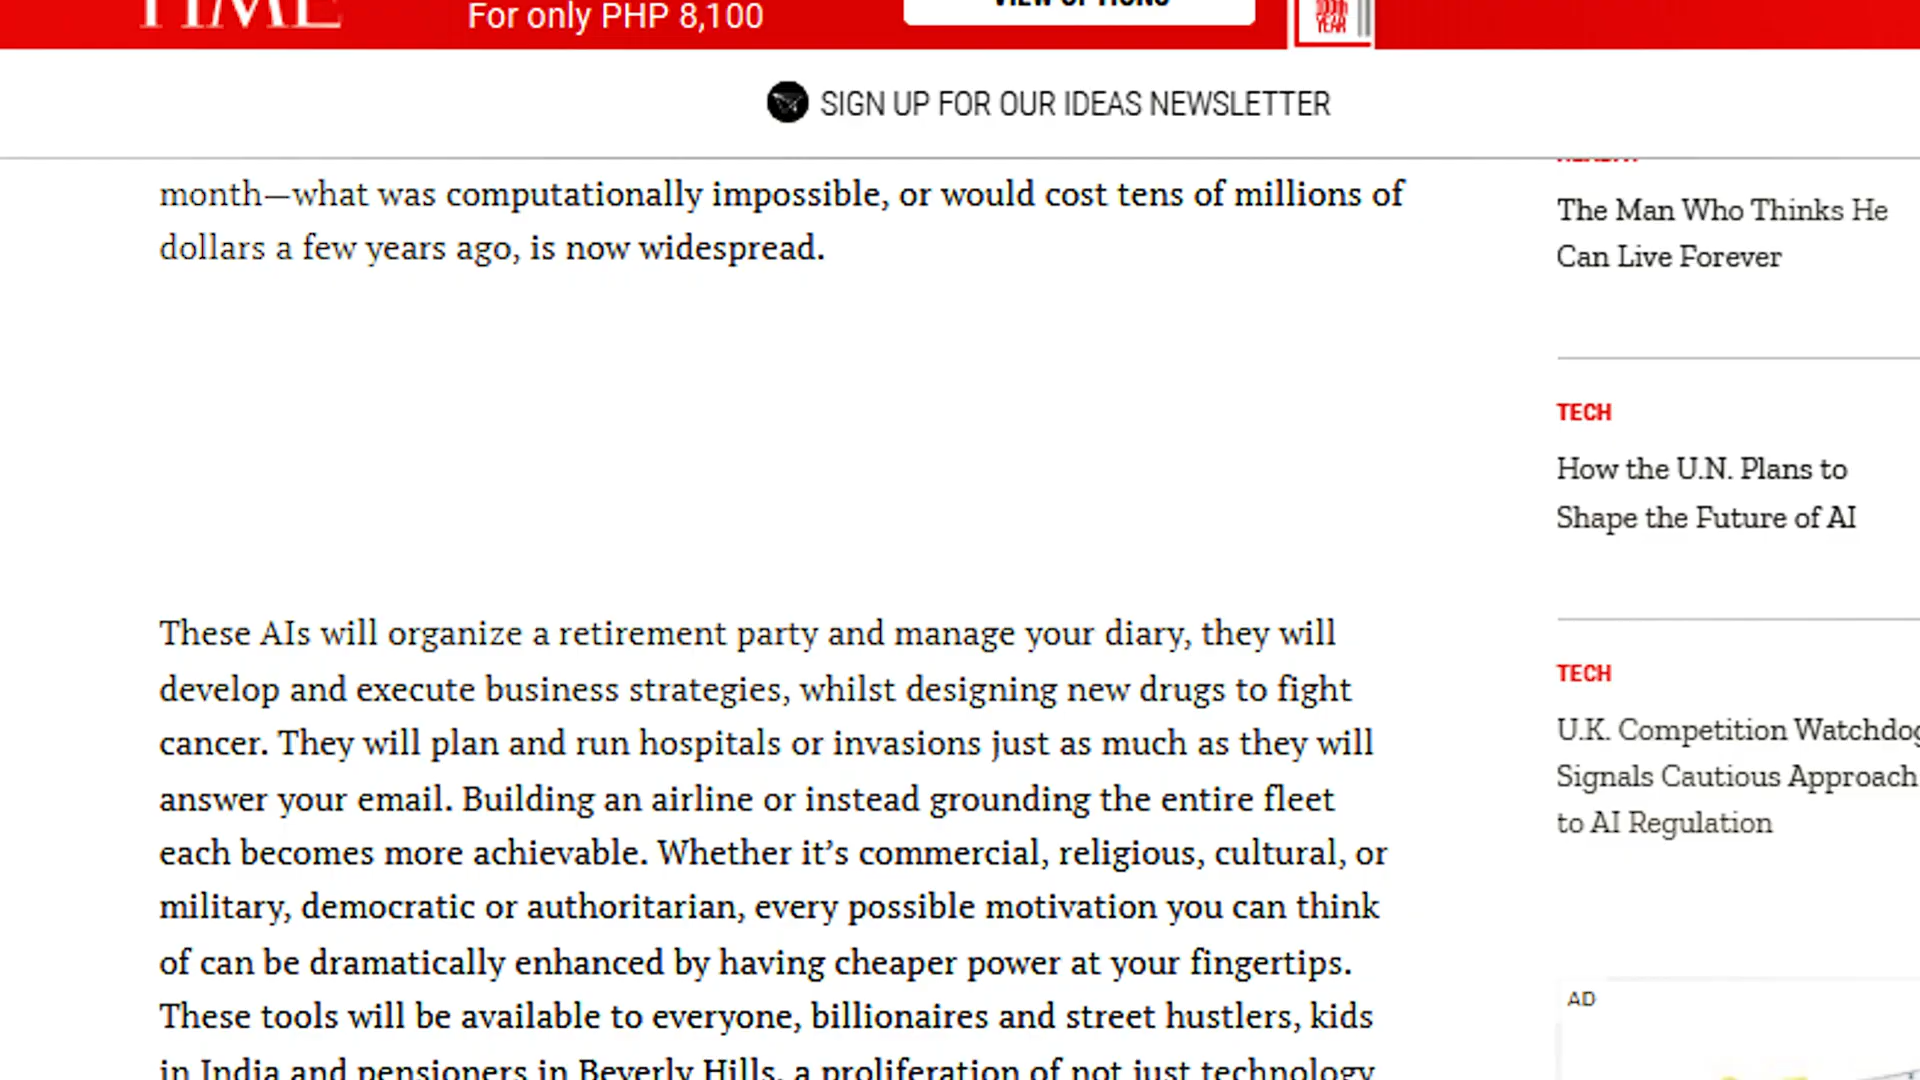 TIME
For only PHP 8,100
VIEW OPTIONS
100th
YEAR
SIGN UP FOR OUR IDEAS NEWSLETTER
month—what was computationally impossible, or would cost tens of millions of
dollars a few years ago, is now widespread.
These AIs will organize a retirement party and manage your diary, they will
develop and execute business strategies, whilst designing new drugs to fight
cancer. They will plan and run hospitals or invasions just as much as they will
answer your email. Building an airline or instead grounding the entire fleet
each becomes more achievable. Whether it’s commercial, religious, cultural, or
military, democratic or authoritarian, every possible motivation you can think
of can be dramatically enhanced by having cheaper power at your fingertips.
These tools will be available to everyone, billionaires and street hustlers, kids
in India and pensioners in Beverly Hills, a proliferation of not just technology
The Man Who Thinks He
Can Live Forever
TECH
How the U.N. Plans to
Shape the Future of AI
TECH
U.K. Competition Watchdog
Signals Cautious Approach
to AI Regulation
AD